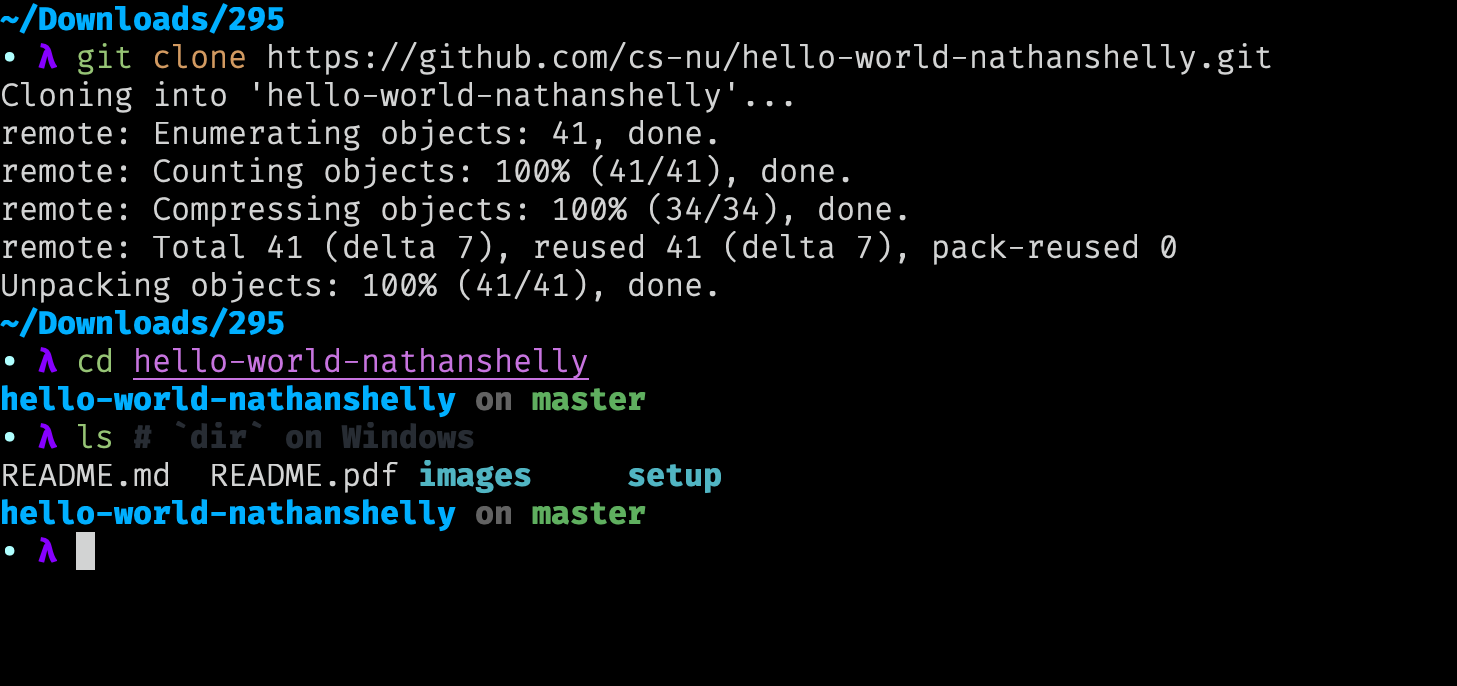 ~/Downloads/295
• λ git clone https://github.com/cs-nu/hello-world-nathanshelly.git
Cloning into 'hello-world-nathanshelly'...
remote: Enumerating objects: 41, done.
remote: Counting objects: 100% (41/41), done.
remote: Compressing objects: 100% (34/34), done.
remote: Total 41 (delta 7), reused 41 (delta 7), pack-reused 0
Unpacking objects: 100% (41/41), done.
~/Downloads/295
• λ cd hello-world-nathanshelly
hello-world-nathanshelly on master
• λ ls # `dir` on Windows
README.md  README.pdf images     setup
hello-world-nathanshelly on master
• λ